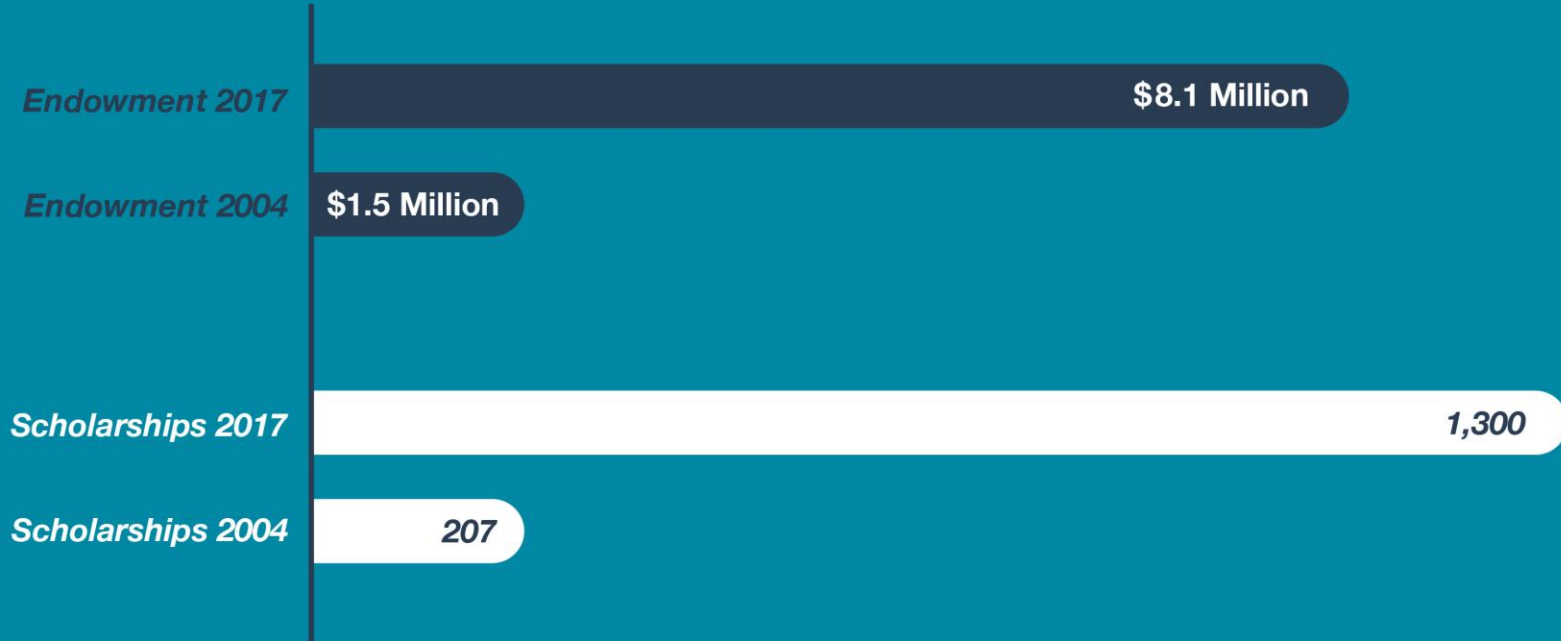 Endowment 2017
$8.1 Million
Endowment 2004
$1.5 Million
Scholarships 2017
1,300
Scholarships 2004
207